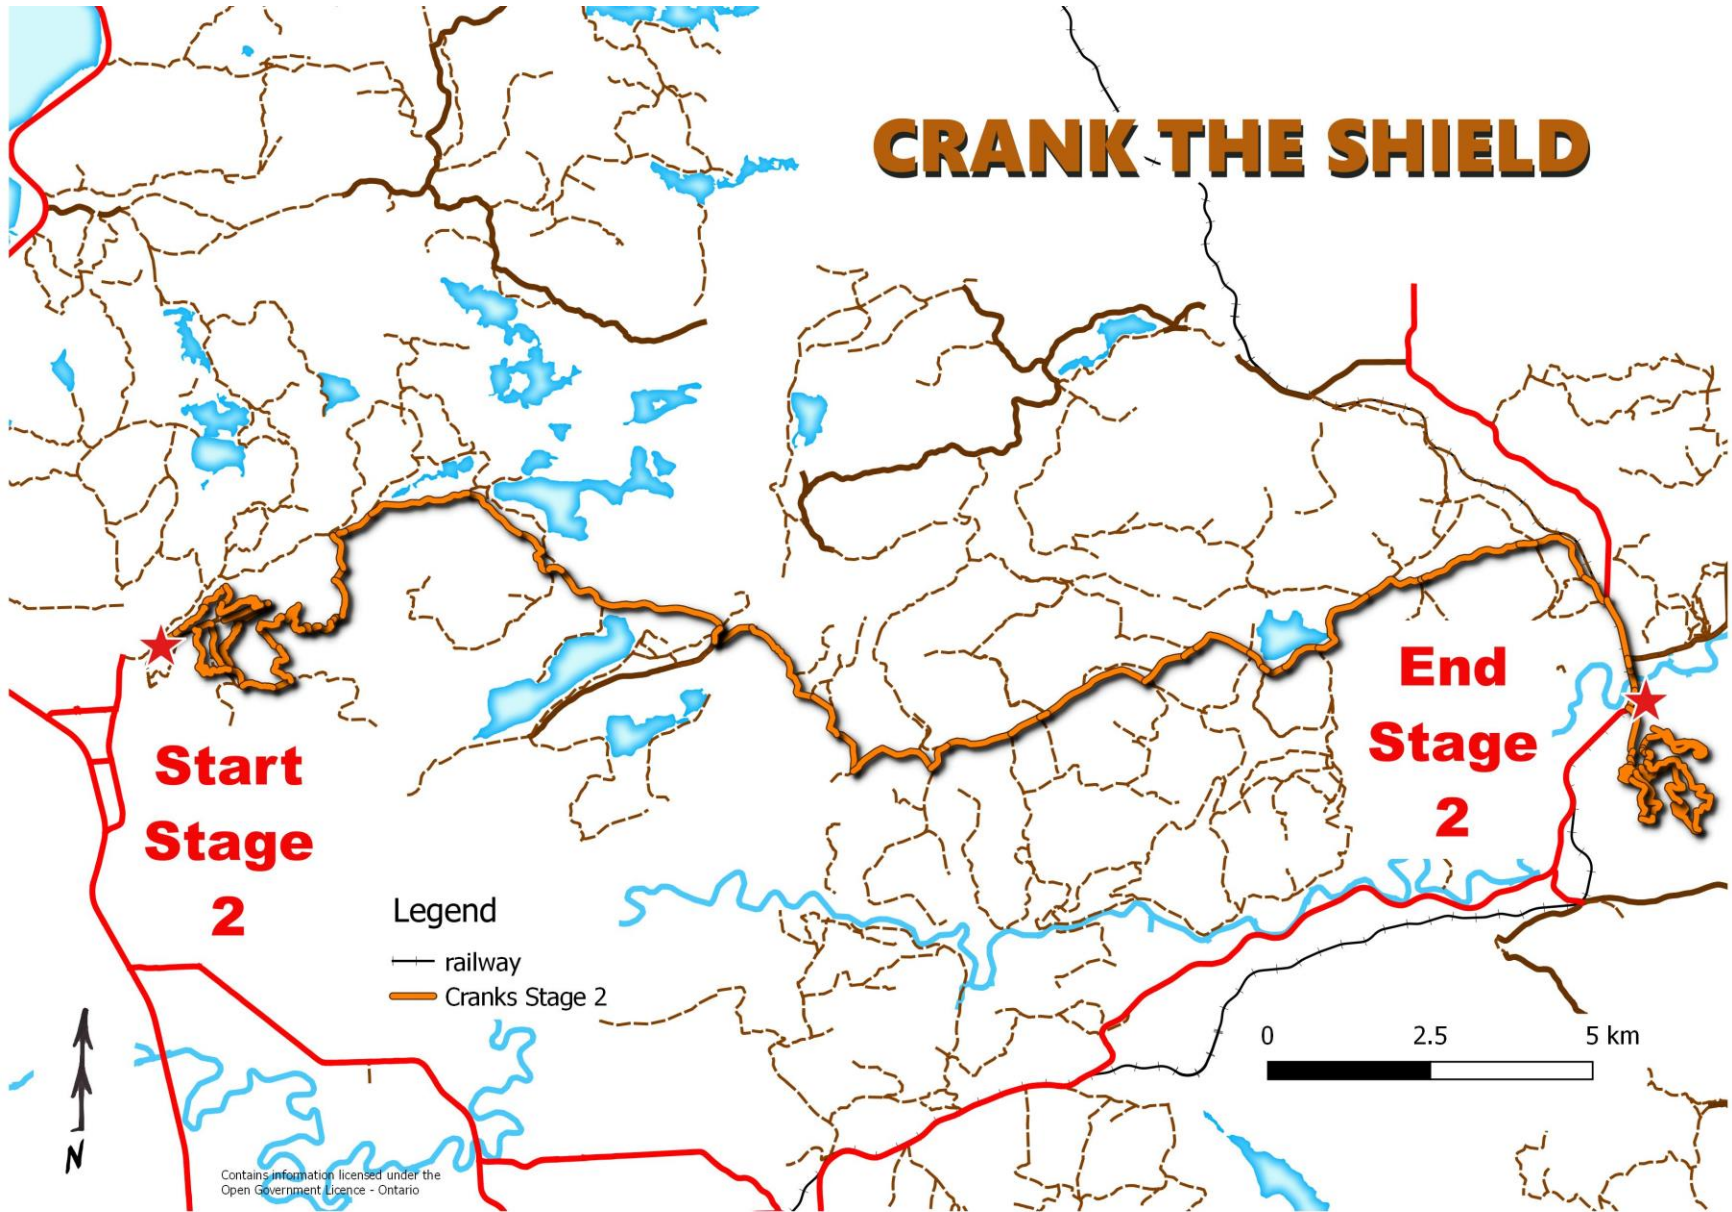 CRANK THE SHIELD
End
Stage
2
Start
Stage
2
Legend
railway
Cranks Stage 2
0 2.5 5 km
N
Contains information licensed under the
Open Government Licence - Ontario